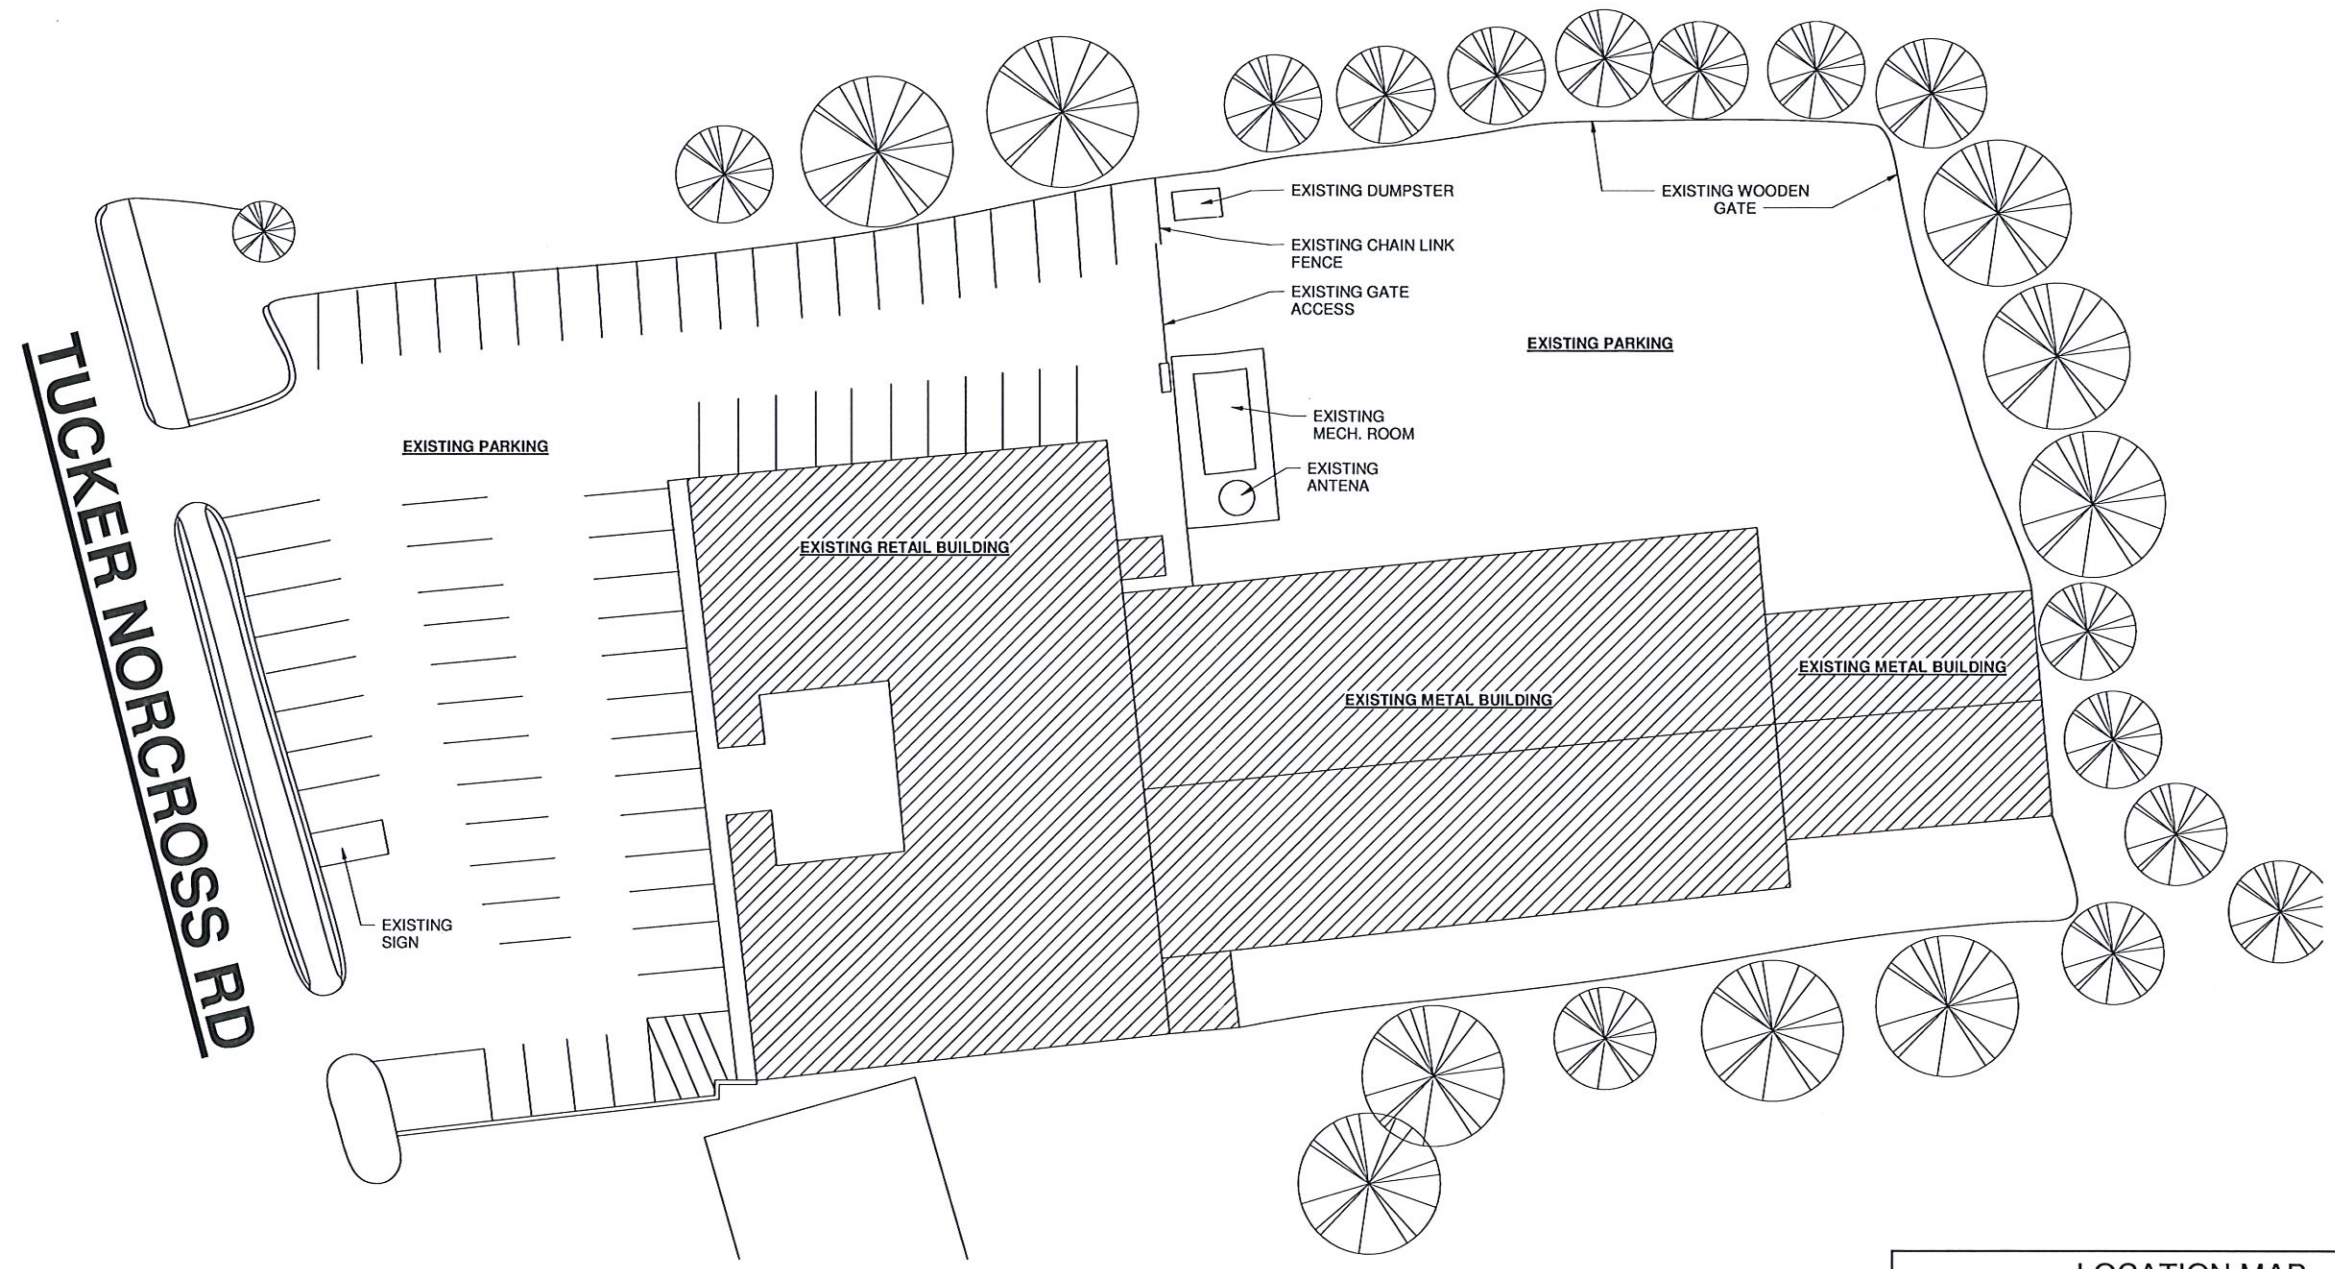 EXISTING DUMPSTER
EXISTING WOODEN
GATE
EXISTING CHAIN LINK
FENCE
EXISTING GATE
ACCESS
EXISTING PARKING
EXISTING
MECH. ROOM
EXISTING PARKING
EXISTING
ANTENA
EXISTING RETAIL BUILDING
EXISTING METAL BUILDING
EXISTING METAL BUILDING
TUCKER NORCROSS RD
EXISTING
SIGN
LOCATION MAP